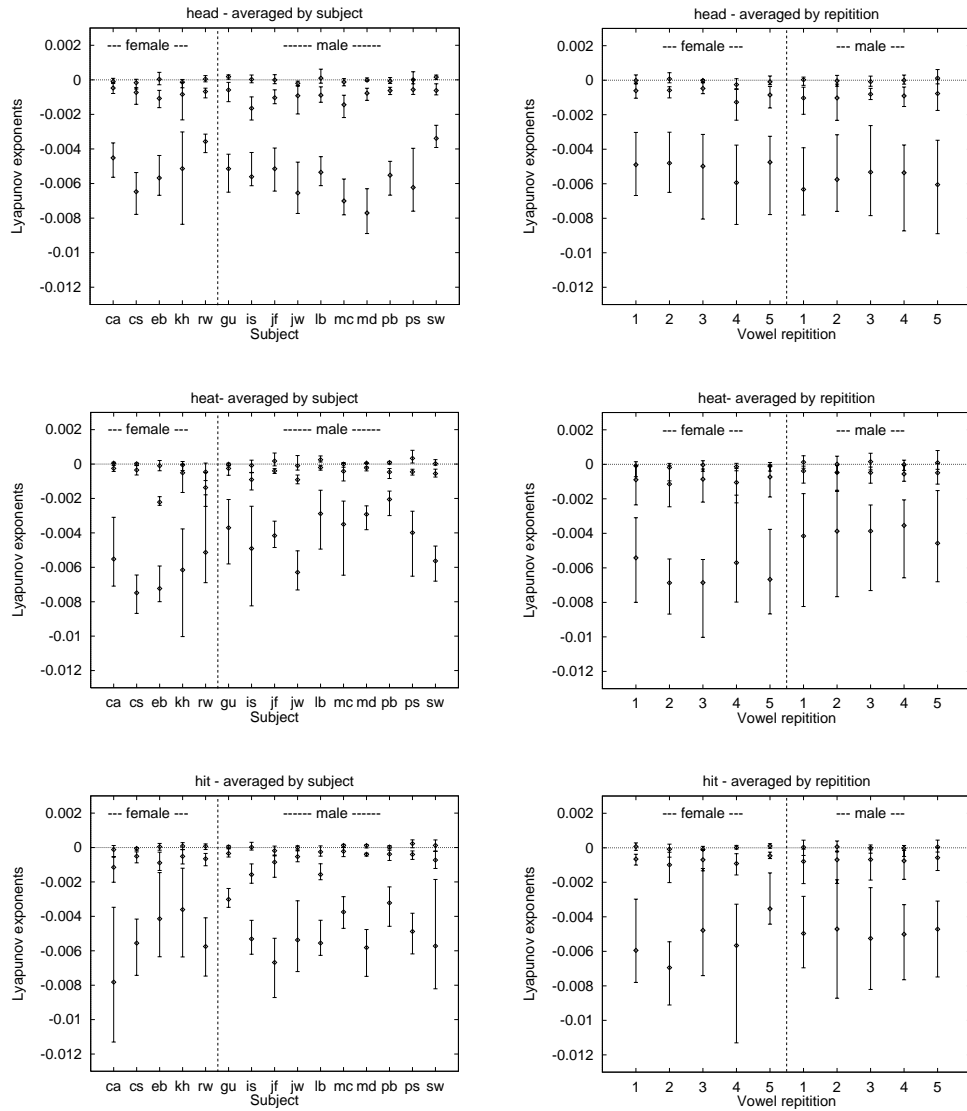 head - averaged by subject
0.002
0
-0.002
-0.004
-0.006
-0.008
-0.01
-0.012
Lyapunov exponents
--- female --- ------ male ------
ca cs eb kh rw gu is jf jw lb mc md pb ps sw
Subject
head - averaged by repitition
0.002
0
-0.002
-0.004
-0.006
-0.008
-0.01
-0.012
Lyapunov exponents
--- female --- --- male ---
1 2 3 4 5 1 2 3 4 5
Vowel repitition
heat- averaged by subject
0.002
0
-0.002
-0.004
-0.006
-0.008
-0.01
-0.012
Lyapunov exponents
--- female --- ------ male ------
ca cs eb kh rw gu is jf jw lb mc md pb ps sw
Subject
heat- averaged by repitition
0.002
0
-0.002
-0.004
-0.006
-0.008
-0.01
-0.012
Lyapunov exponents
--- female --- --- male ---
1 2 3 4 5 1 2 3 4 5
Vowel repitition
hit - averaged by subject
0.002
0
-0.002
-0.004
-0.006
-0.008
-0.01
-0.012
Lyapunov exponents
--- female --- ------ male ------
ca cs eb kh rw gu is jf jw lb mc md pb ps sw
Subject
hit - averaged by repitition
0.002
0
-0.002
-0.004
-0.006
-0.008
-0.01
-0.012
Lyapunov exponents
--- female --- --- male ---
1 2 3 4 5 1 2 3 4 5
Vowel repitition